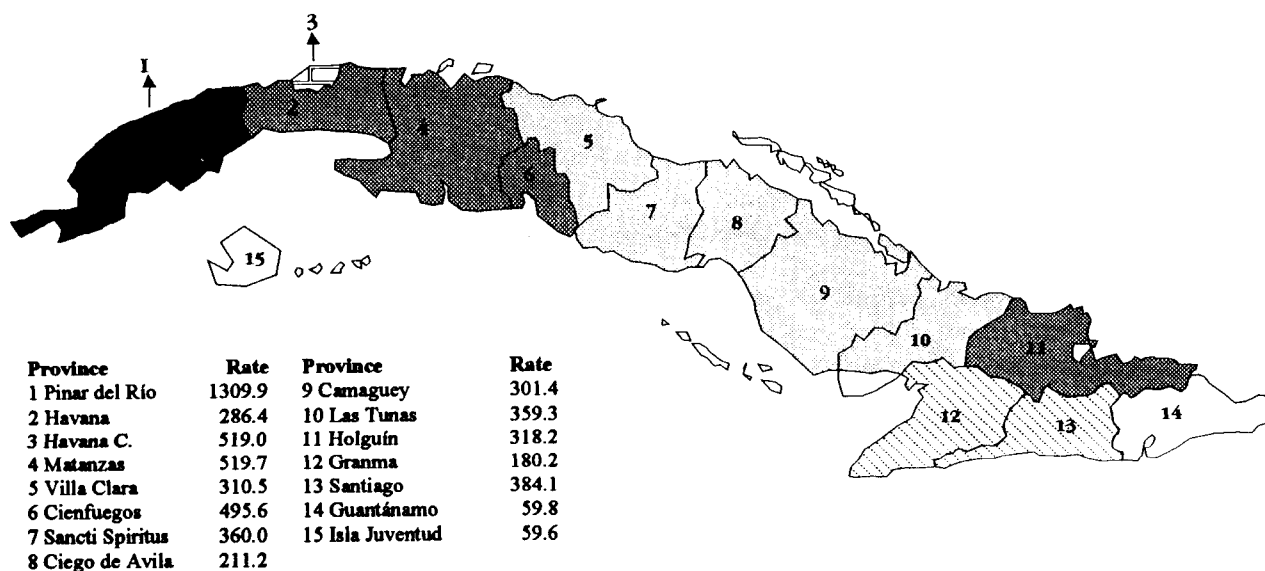 3
1
2
4
5
6
7
8
15
9
10
11
12
13
14
Province Rate Province Rate
1 Pinar del Río 1309.9 9 Camaguey 301.4
2 Havana 286.4 10 Las Tunas 359.3
3 Havana C. 519.0 11 Holguín 318.2
4 Matanzas 519.7 12 Granma 180.2
5 Villa Clara 310.5 13 Santiago 384.1
6 Cienfuegos 495.6 14 Guantánamo 59.8
7 Sancti Spiritus 360.0 15 Isla Juventud 59.6
8 Ciego de Avila 211.2